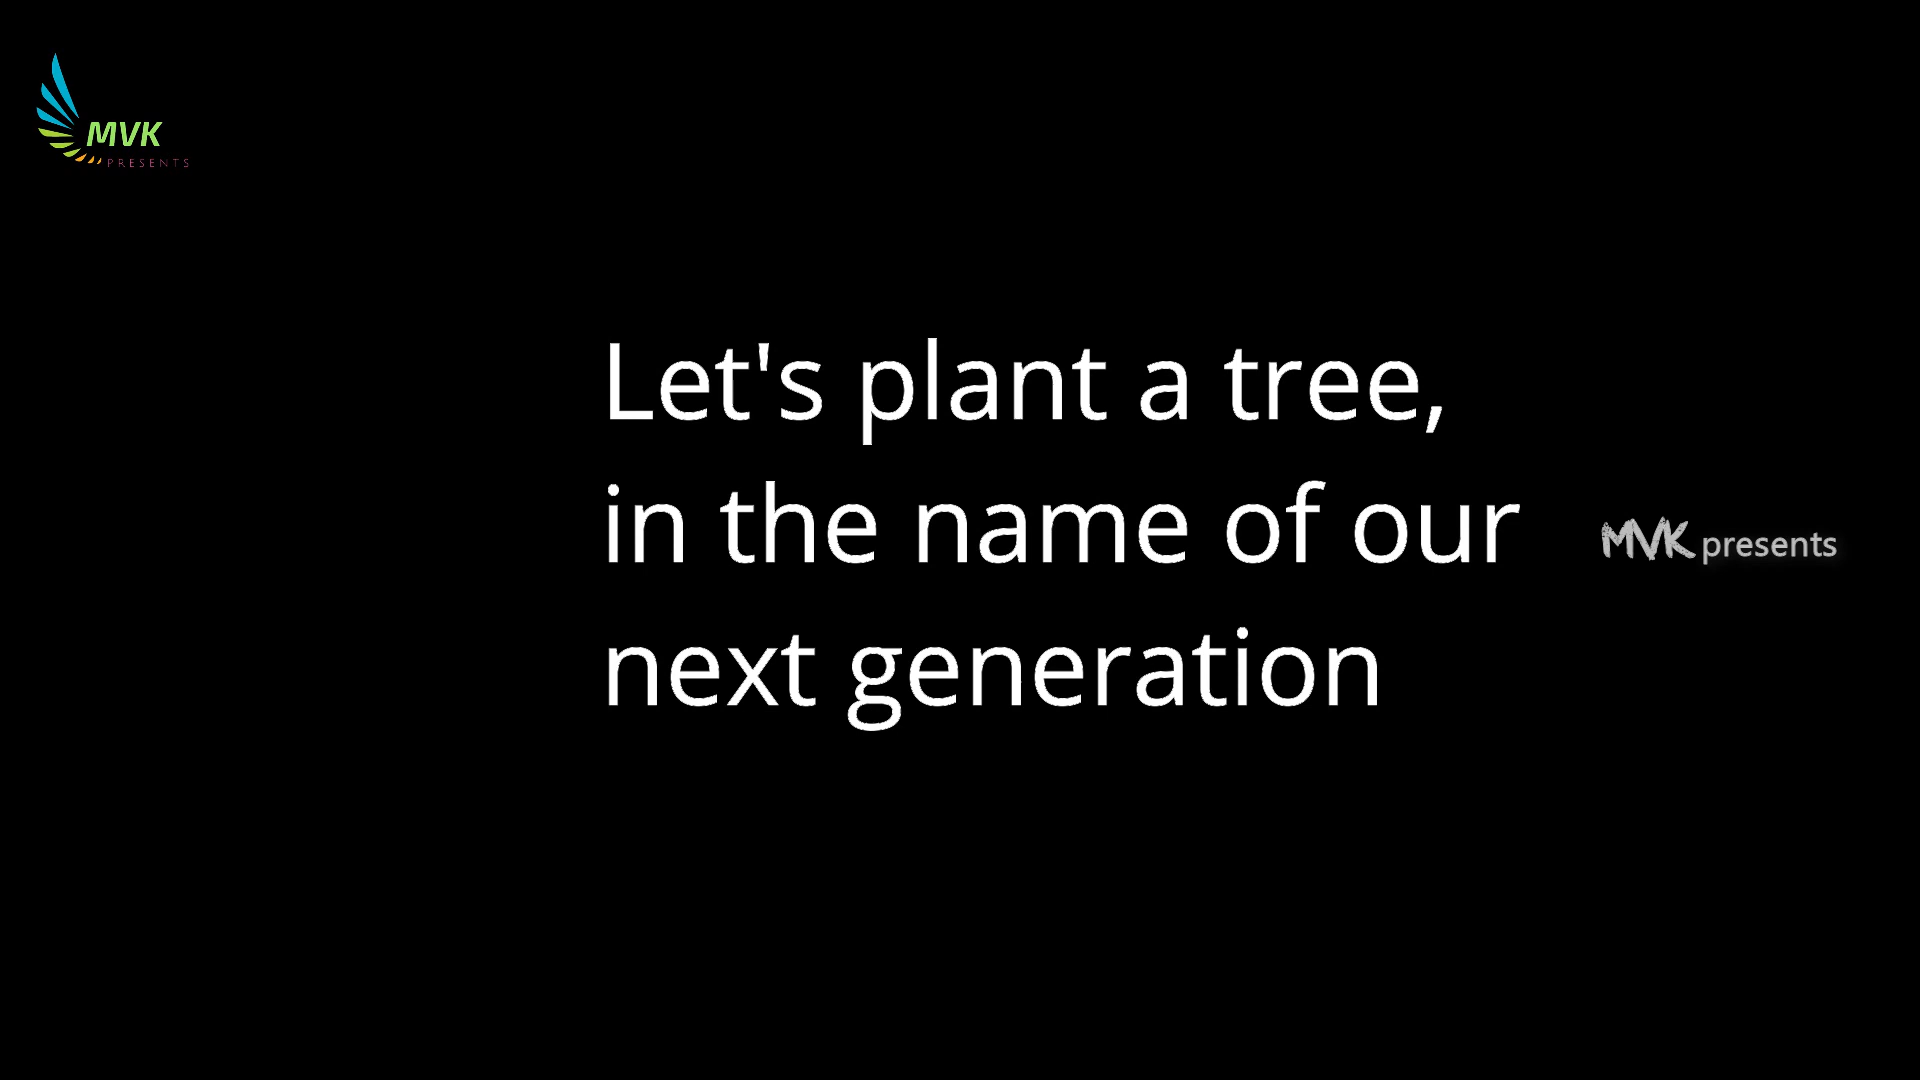 MVK
PRESENTS
Let's plant a tree,
in the name of our
next generation
MVK presents